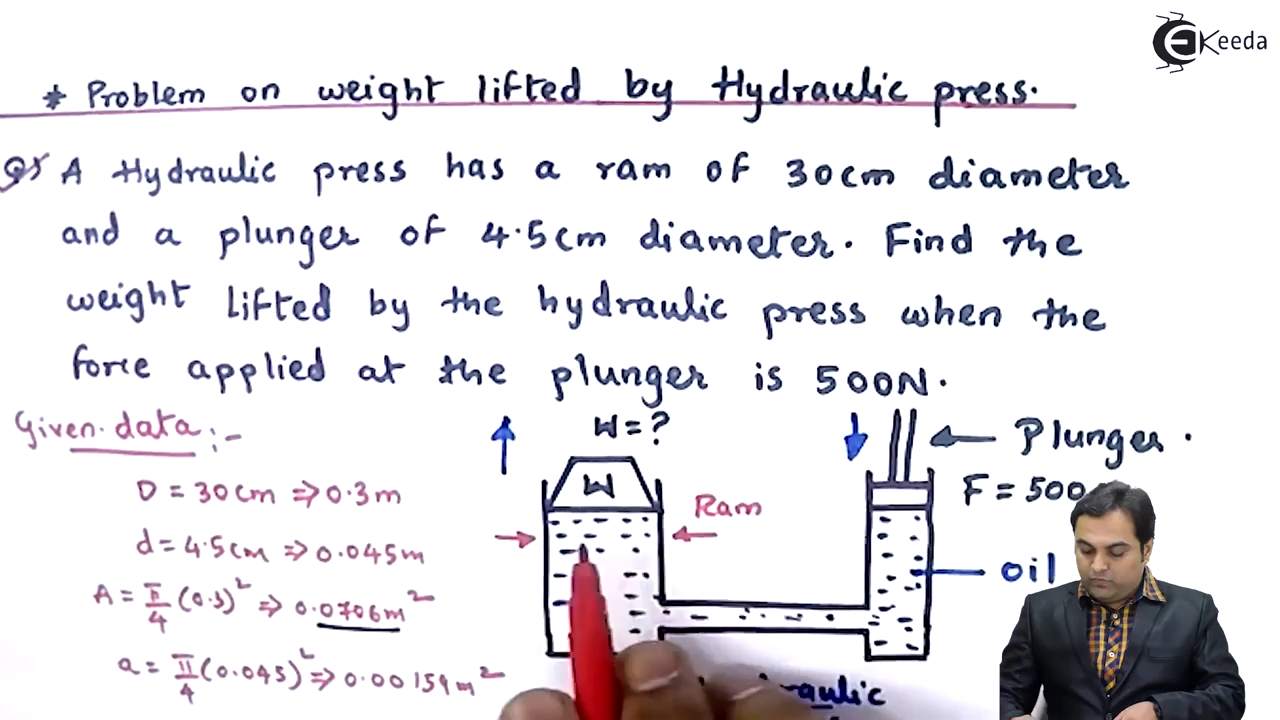 EKeeda
* Problem on weight lifted by Hydraulic press.
Q> A Hydraulic press has a ram of 30cm diameter
and a plunger of 4.5cm diameter. Find the
weight lifted by the hydraulic press when the
force applied at the plunger is 500N.
Given data :-
W = ?
Plunger.
D = 30cm => 0.3m
W
Ram
F = 500
d = 4.5cm => 0.045m
oil
A = π/4 (0.3)² => 0.0706m²
a = π/4 (0.045)² => 0.00159m²